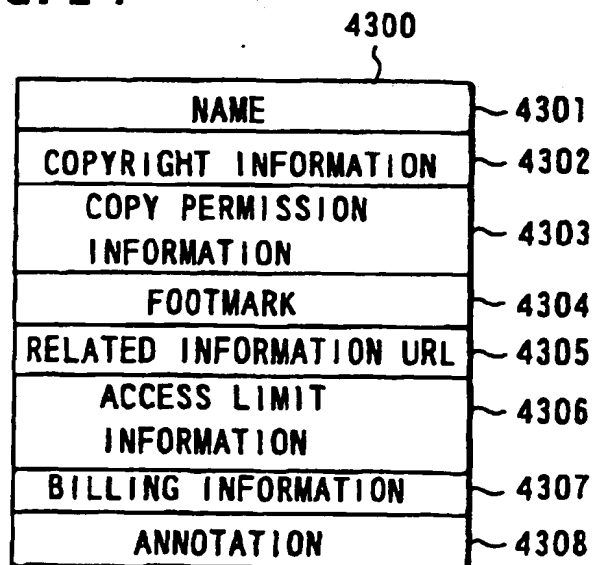 4300
NAME 4301
COPYRIGHT INFORMATION 4302
COPY PERMISSION
INFORMATION 4303
FOOTMARK 4304
RELATED INFORMATION URL 4305
ACCESS LIMIT
INFORMATION 4306
BILLING INFORMATION 4307
ANNOTATION 4308